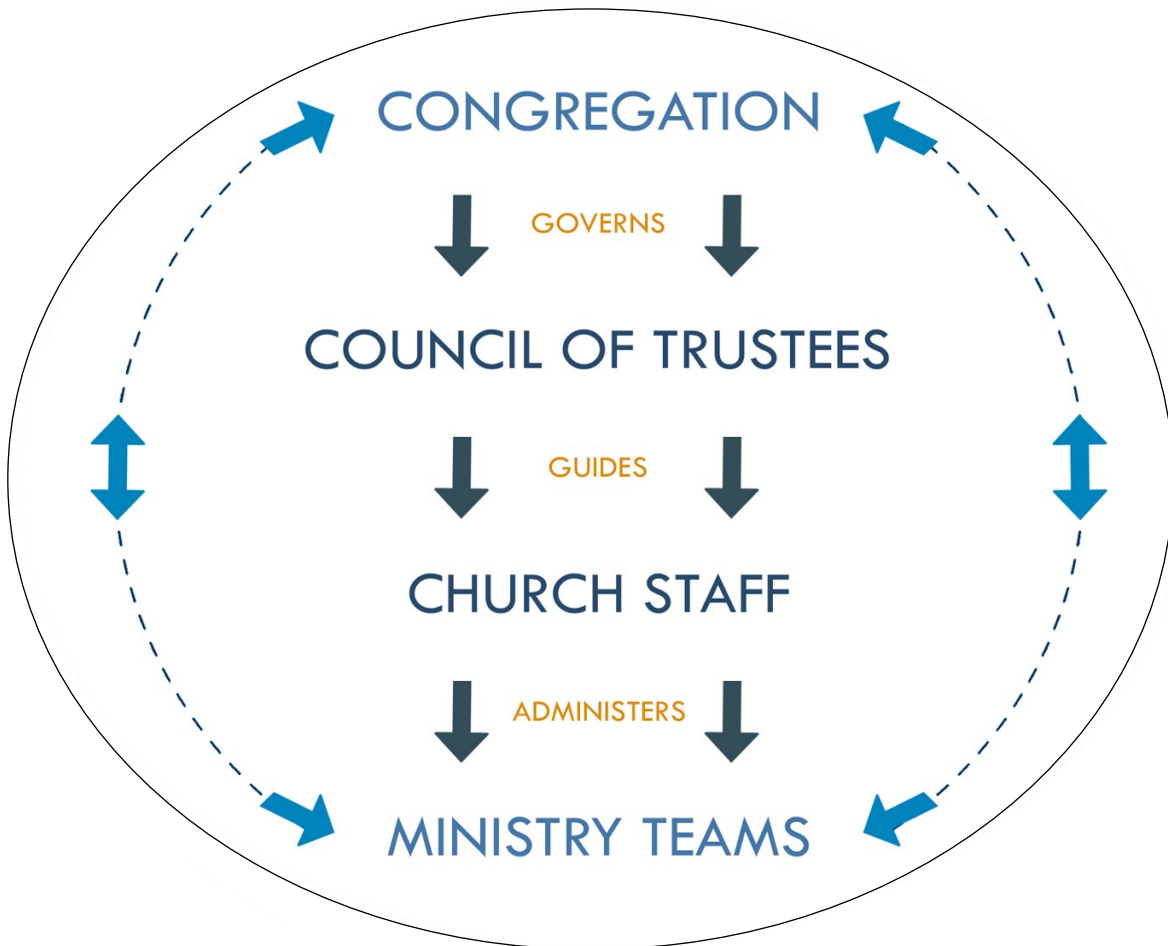 CONGREGATION
GOVERNS
COUNCIL OF TRUSTEES
GUIDES
CHURCH STAFF
ADMINISTERS
MINISTRY TEAMS